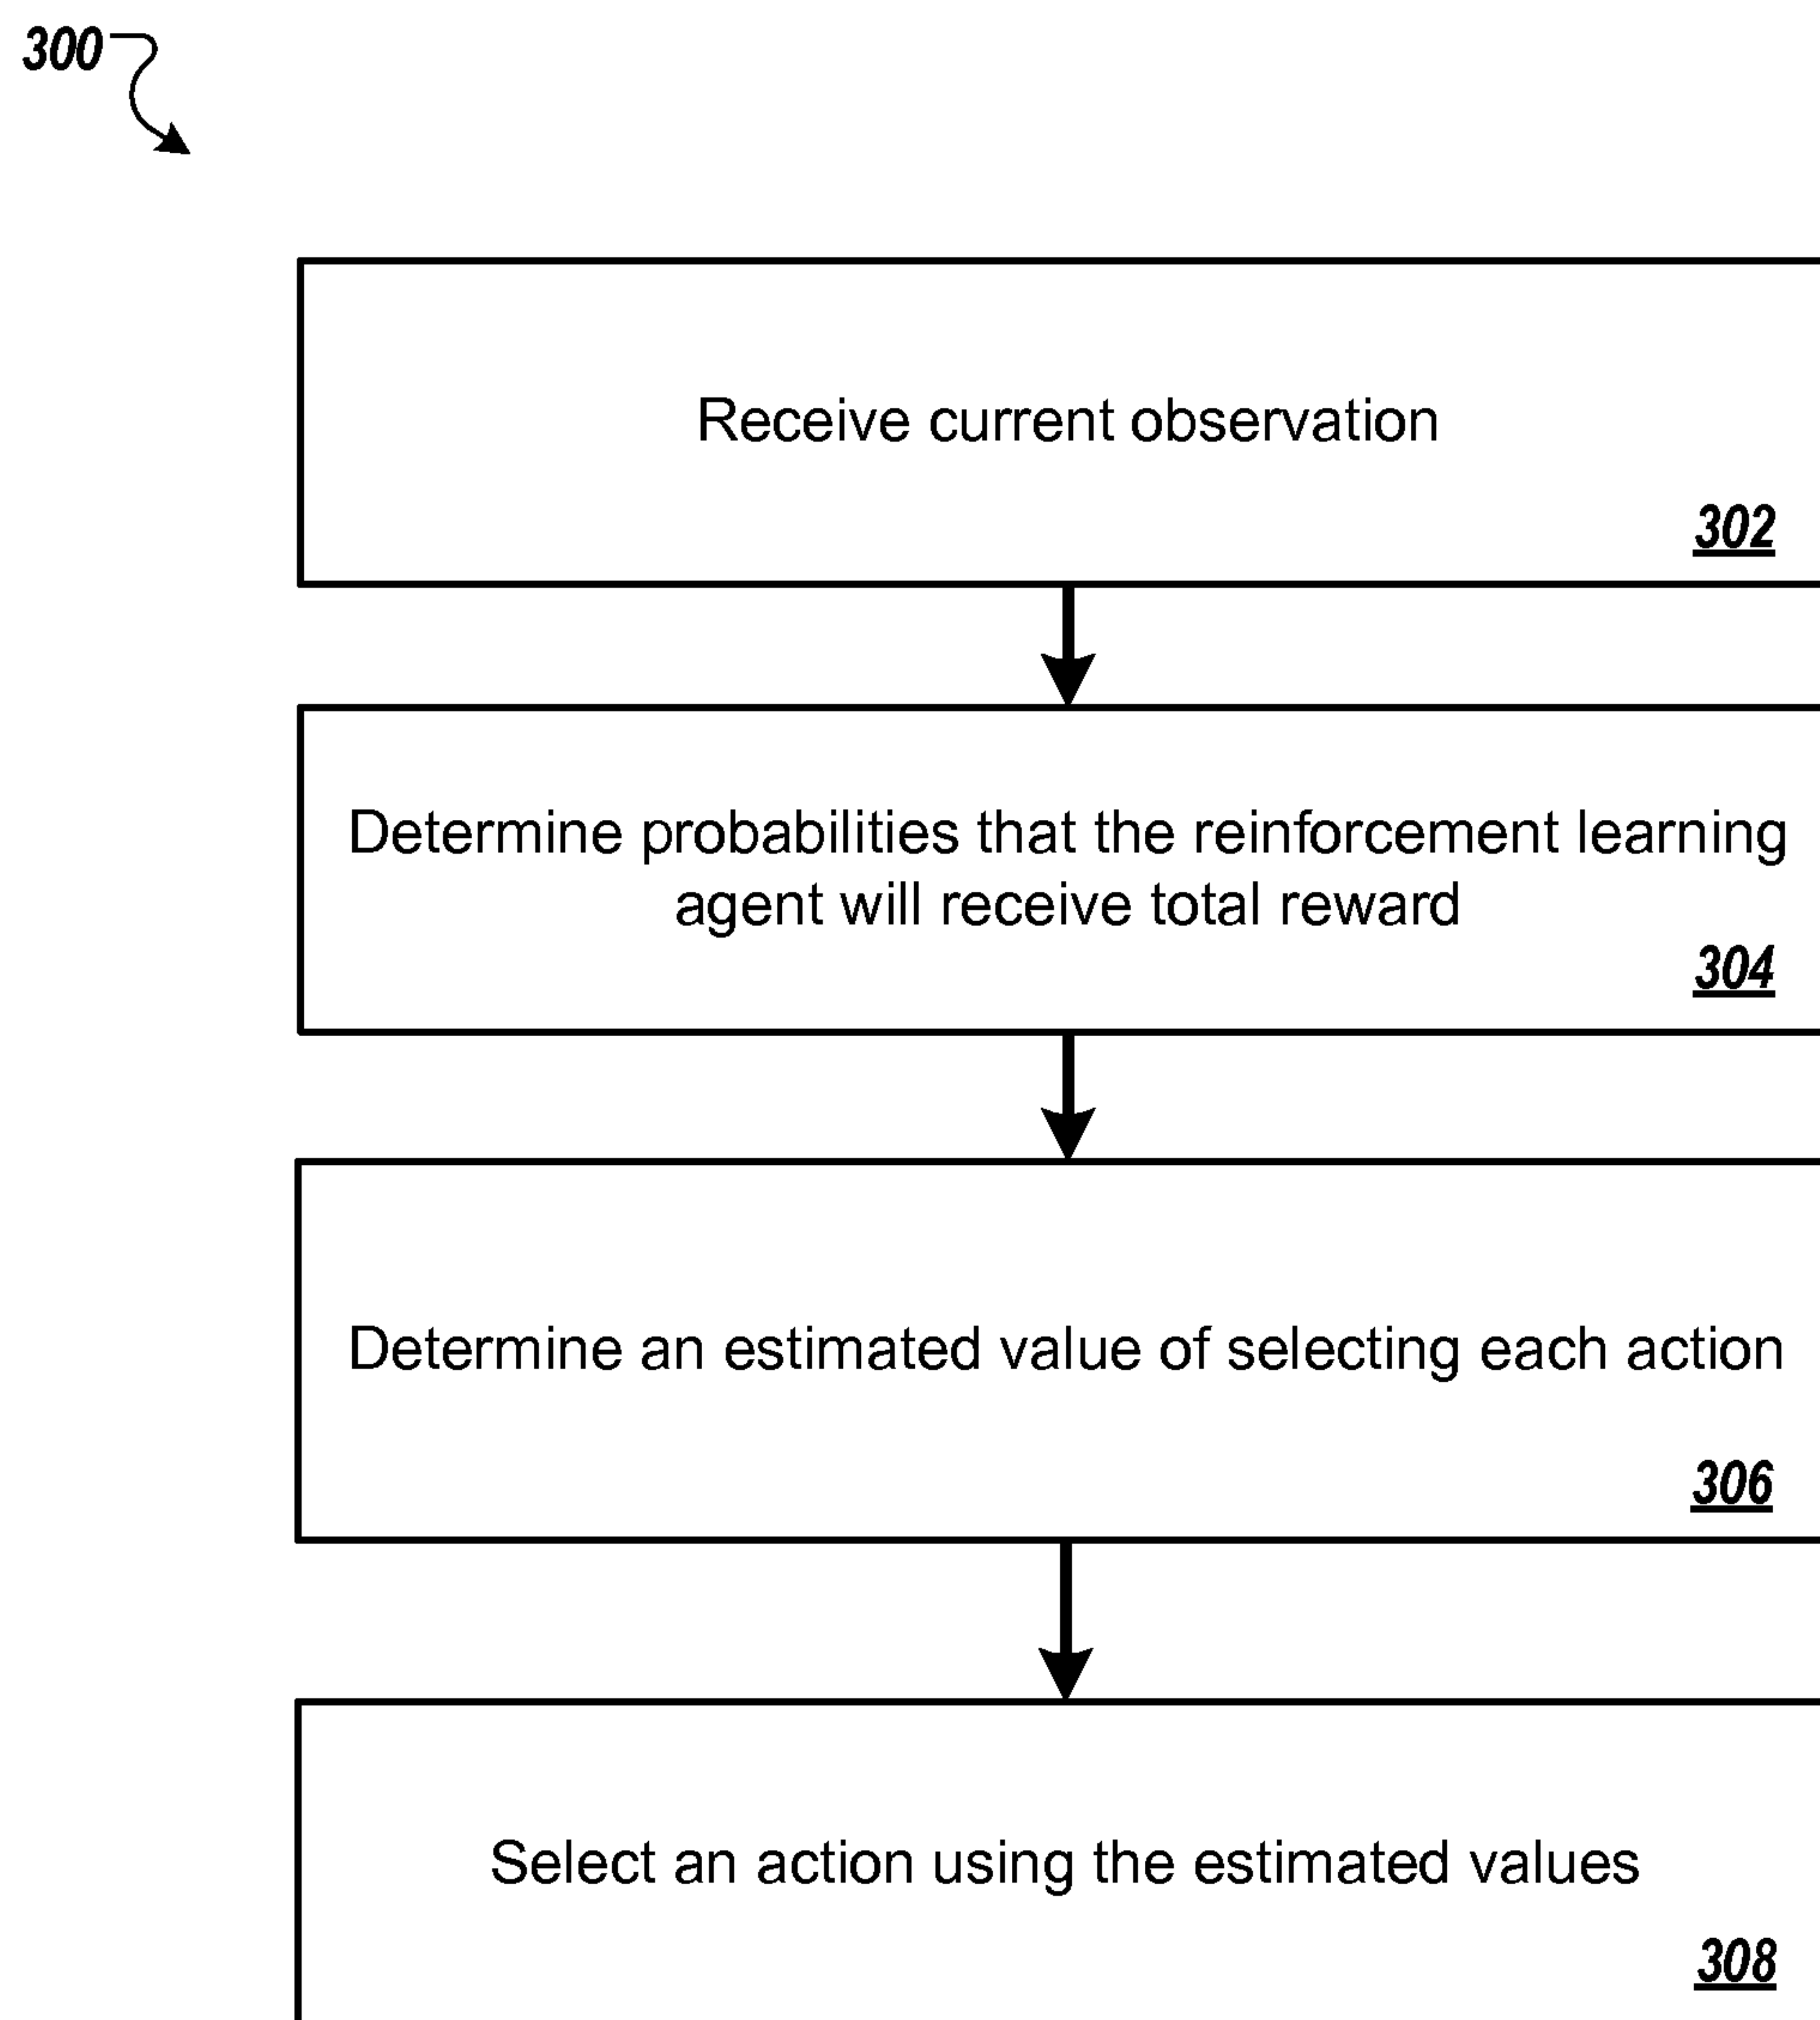 300
Receive current observation
302
Determine probabilities that the reinforcement learning
agent will receive total reward
304
Determine an estimated value of selecting each action
306
Select an action using the estimated values
308